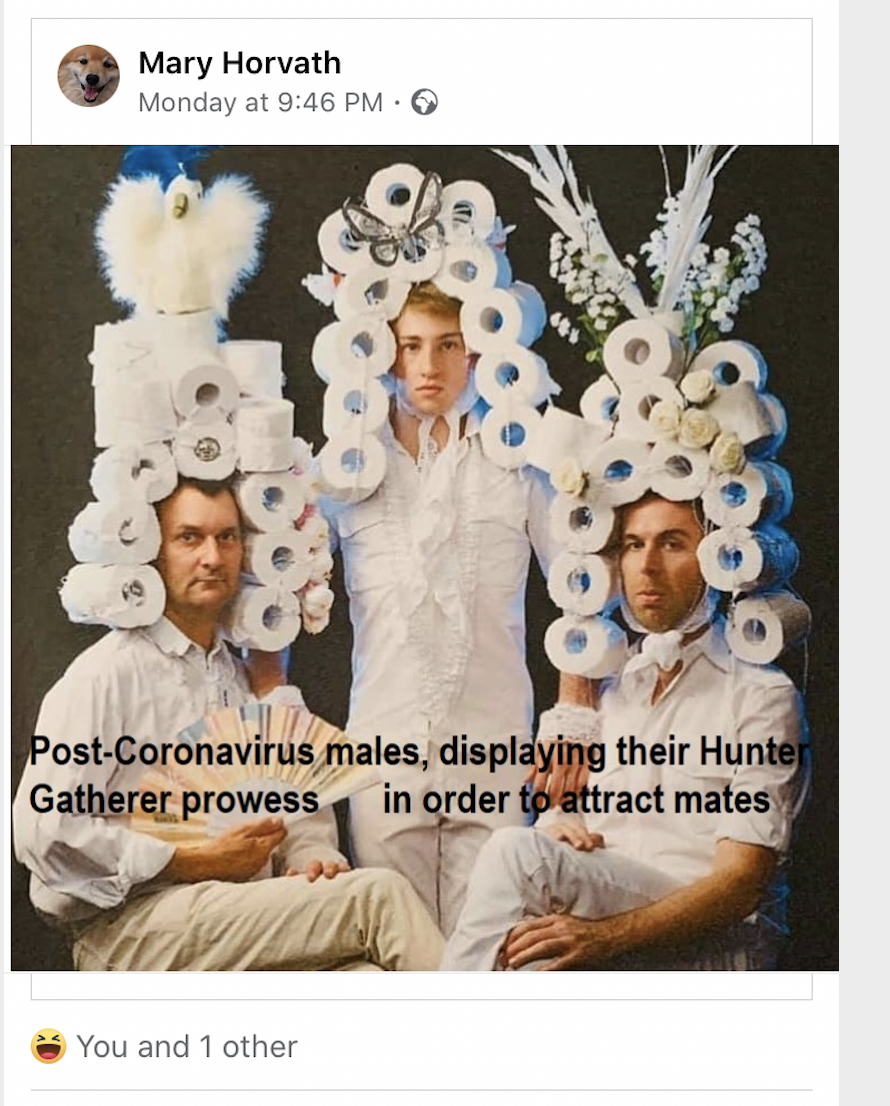 Mary Horvath
Monday at 9:46 PM ·
Post-Coronavirus males, displaying their Hunter
Gatherer prowess in order to attract mates
You and 1 other